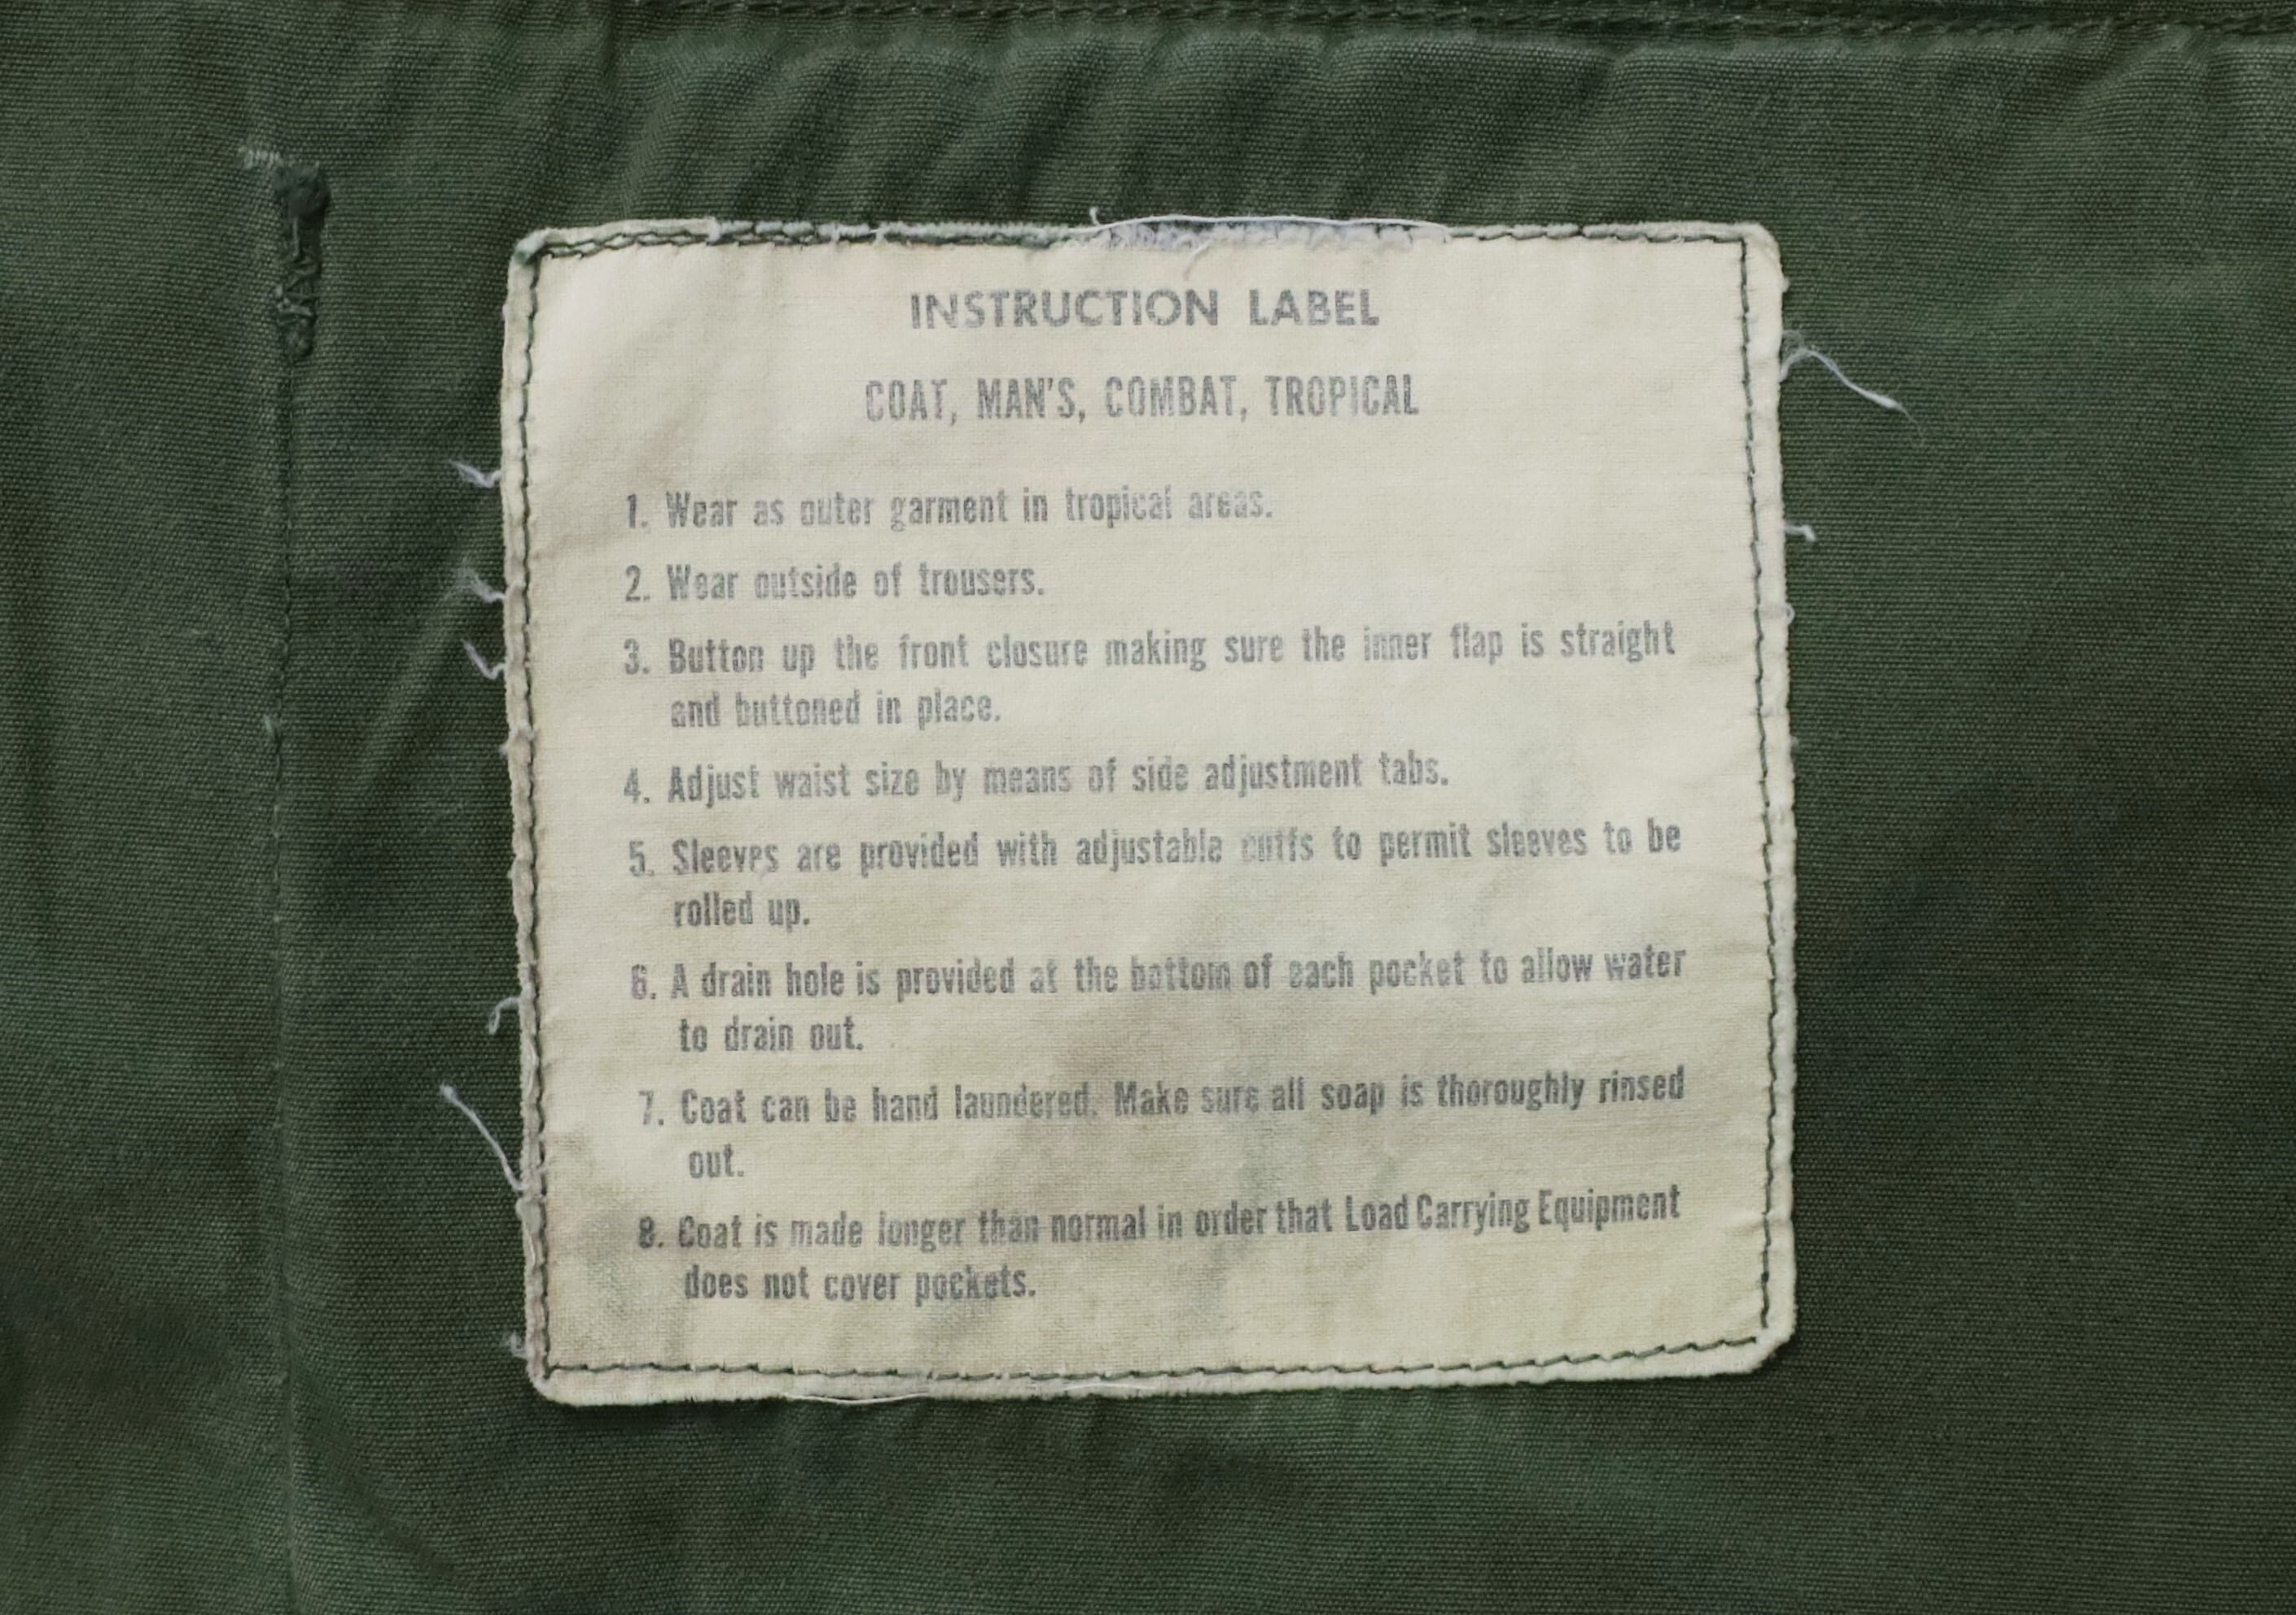 INSTRUCTION LABEL
COAT, MAN'S, COMBAT, TROPICAL
1. Wear as outer garment in tropical areas.
2. Wear outside of trousers.
3. Button up the front closure making sure the inner flap is straight
and buttoned in place.
4. Adjust waist size by means of side adjustment tabs.
5. Sleeves are provided with adjustable cuffs to permit sleeves to be
rolled up.
6. A drain hole is provided at the bottom of each pocket to allow water
to drain out.
7. Coat can be hand laundered. Make sure all soap is thoroughly rinsed
out.
8. Coat is made longer than normal in order that Load Carrying Equipment
does not cover pockets.